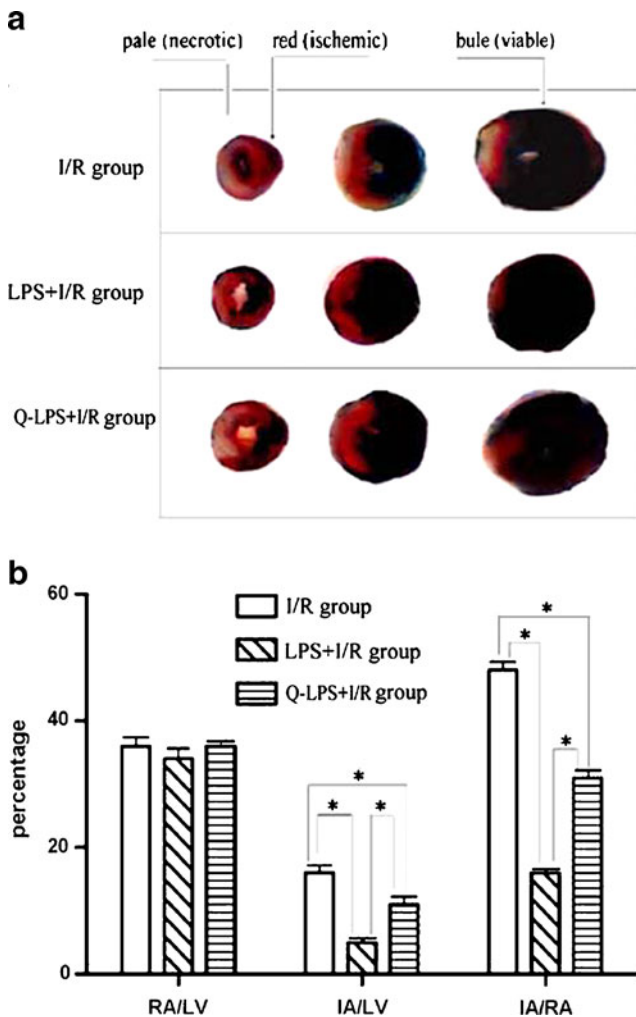 a
pale (necrotic) red (ischemic) bule (viable)
I/R group
LPS+I/R group
Q-LPS+I/R group
b
60
40
20
0
percentage
I/R group
LPS+I/R group
Q-LPS+I/R group
* * *
* * *
RA/LV IA/LV IA/RA